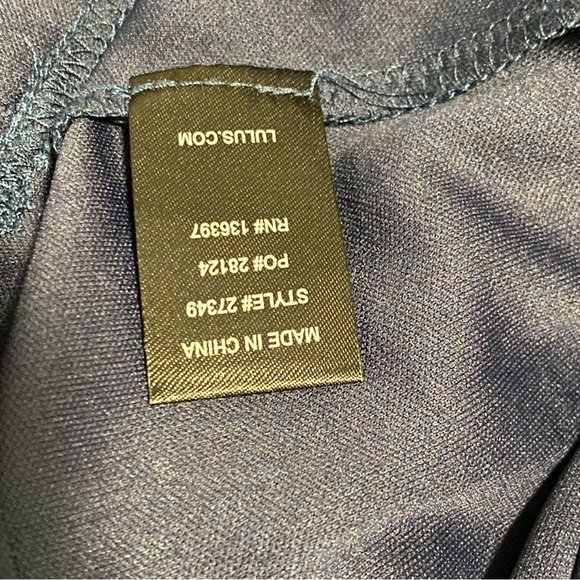 MADE IN CHINA
STYLE# 27349
PO# 28124
RN# 136397
LULUS.COM